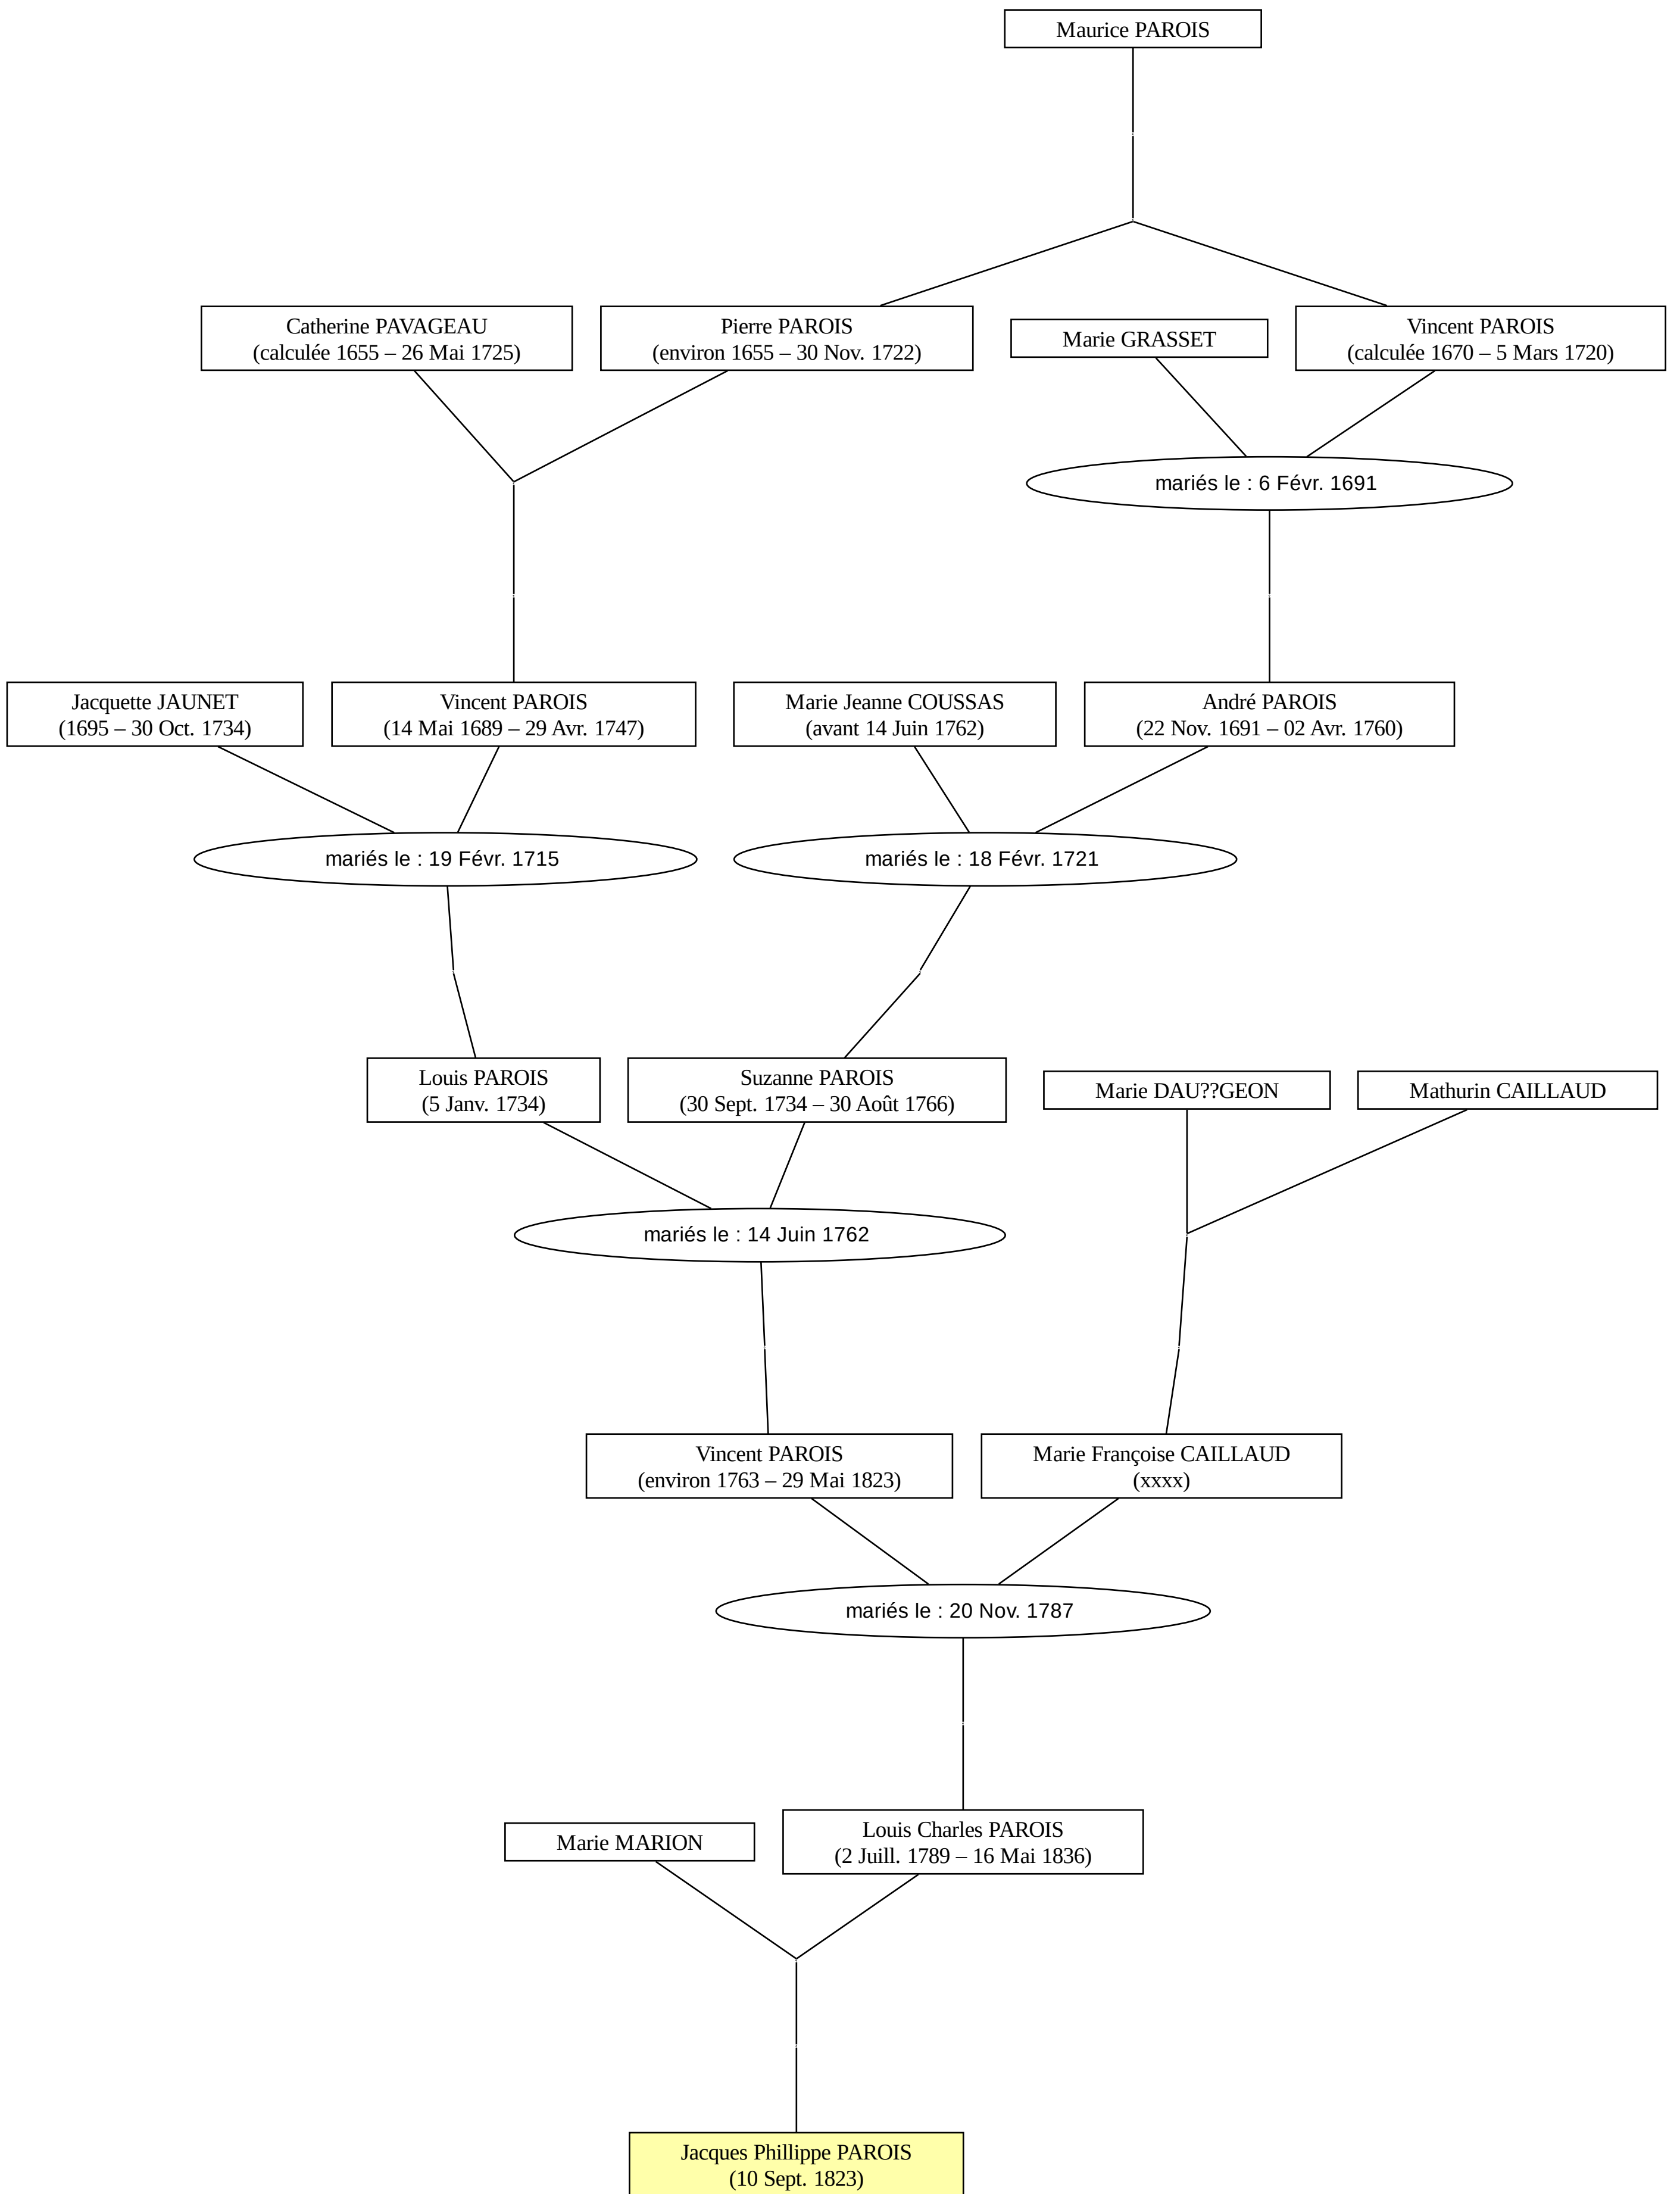 Maurice PAROIS
Catherine PAVAGEAU
(calculée 1655 – 26 Mai 1725)
Pierre PAROIS
(environ 1655 – 30 Nov. 1722)
Marie GRASSET
Vincent PAROIS
(calculée 1670 – 5 Mars 1720)
mariés le : 6 Févr. 1691
Jacquette JAUNET
(1695 – 30 Oct. 1734)
Vincent PAROIS
(14 Mai 1689 – 29 Avr. 1747)
Marie Jeanne COUSSAS
(avant 14 Juin 1762)
André PAROIS
(22 Nov. 1691 – 02 Avr. 1760)
mariés le : 19 Févr. 1715
mariés le : 18 Févr. 1721
Louis PAROIS
(5 Janv. 1734)
Suzanne PAROIS
(30 Sept. 1734 – 30 Août 1766)
Marie DAU??GEON
Mathurin CAILLAUD
mariés le : 14 Juin 1762
Vincent PAROIS
(environ 1763 – 29 Mai 1823)
Marie Françoise CAILLAUD
(xxxx)
mariés le : 20 Nov. 1787
Marie MARION
Louis Charles PAROIS
(2 Juill. 1789 – 16 Mai 1836)
Jacques Phillippe PAROIS
(10 Sept. 1823)